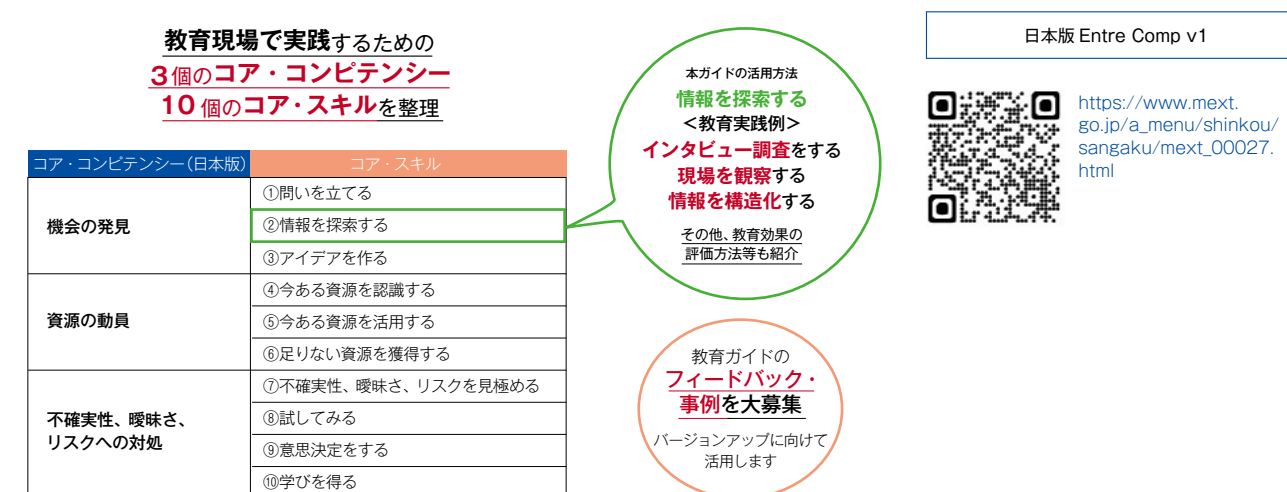 教育現場で実践するための
3個のコア・コンピテンシー
10個のコア・スキルを整理
コア・コンピテンシー（日本版） コア・スキル
機会の発見
①問いを立てる
②情報を探索する
③アイデアを作る
資源の動員
④今ある資源を認識する
⑤今ある資源を活用する
⑥足りない資源を獲得する
不確実性、曖昧さ、
リスクへの対処
⑦不確実性、曖昧さ、リスクを見極める
⑧試してみる
⑨意思決定をする
⑩学びを得る
本ガイドの活用方法
情報を探索する
＜教育実践例＞
インタビュー調査をする
現場を観察する
情報を構造化する
その他、教育効果の
評価方法等も紹介
教育ガイドの
フィードバック・
事例を大募集
バージョンアップに向けて
活用します
日本版 Entre Comp v1
https://www.mext.
go.jp/a_menu/shinkou/
sangaku/mext_00027.
html